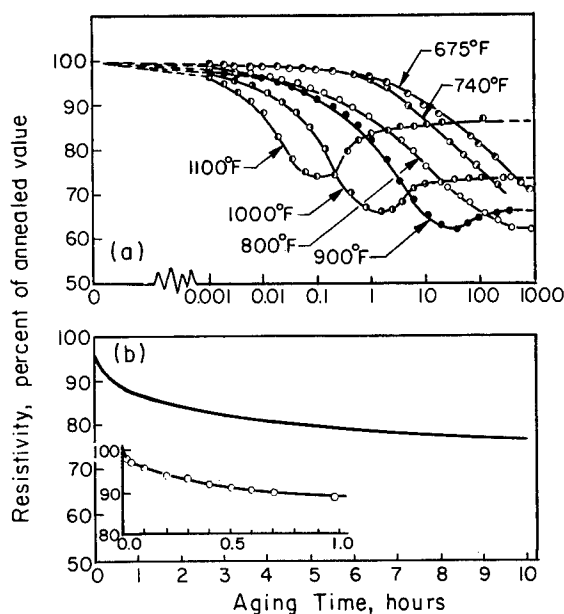 Resistivity, percent of annealed value
100
90
80
70
60
50
(a)
675°F
740°F
1100°F
1000°F
800°F
900°F
0 0.001 0.01 0.1 1 10 100 1000
100
90
80
70
60
50
(b)
100
90
80
0.0 0.5 1.0
0 1 2 3 4 5 6 7 8 9 10
Aging Time, hours